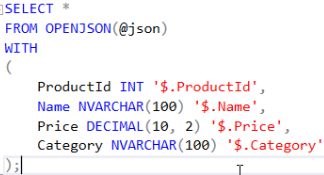 SELECT *
FROM OPENJSON(@json)
WITH
(
    ProductId INT '$.ProductId',
    Name NVARCHAR(100) '$.Name',
    Price DECIMAL(10, 2) '$.Price',
    Category NVARCHAR(100) '$.Category'
);